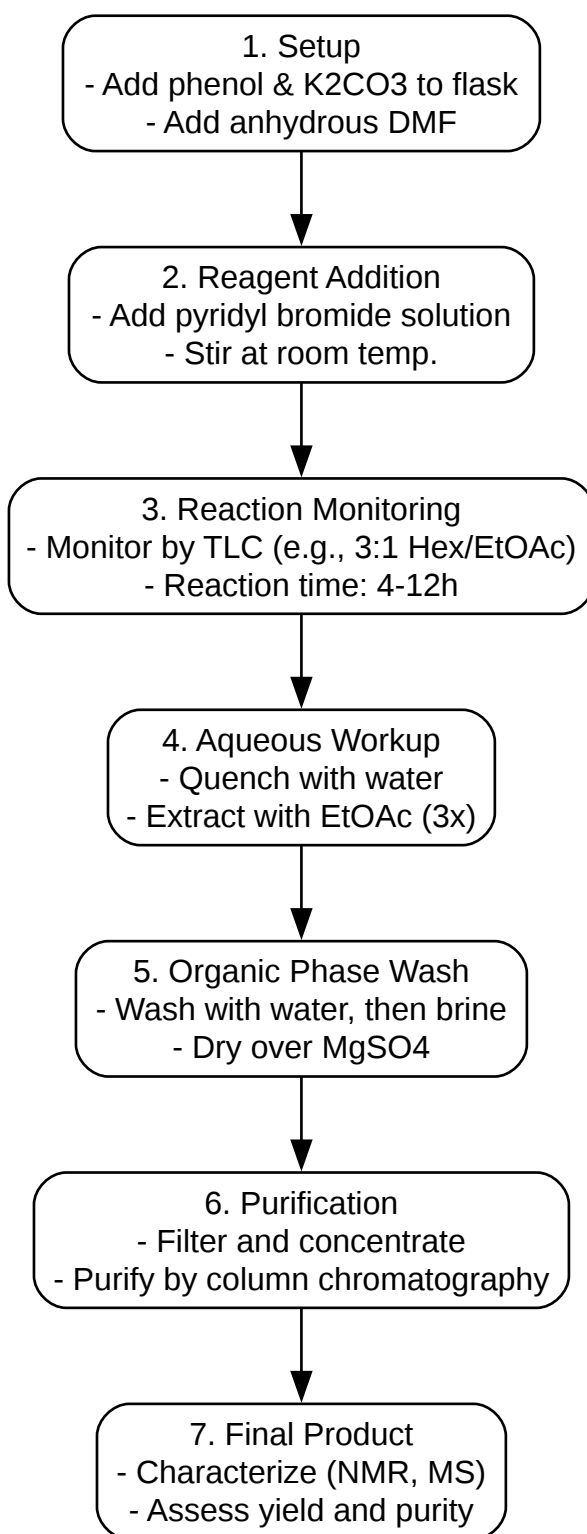 1. Setup
- Add phenol & K2CO3 to flask
- Add anhydrous DMF
2. Reagent Addition
- Add pyridyl bromide solution
- Stir at room temp.
3. Reaction Monitoring
- Monitor by TLC (e.g., 3:1 Hex/EtOAc)
- Reaction time: 4-12h
4. Aqueous Workup
- Quench with water
- Extract with EtOAc (3x)
5. Organic Phase Wash
- Wash with water, then brine
- Dry over MgSO4
6. Purification
- Filter and concentrate
- Purify by column chromatography
7. Final Product
- Characterize (NMR, MS)
- Assess yield and purity